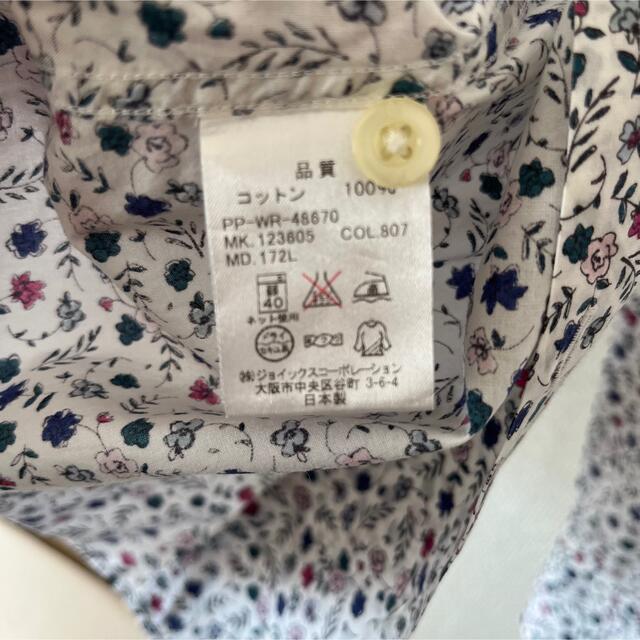 品質
コットン 100%
PP-WR-48670
MK. 123805 COL. 807
MD. 172L
40
ネット使用
(株)ジョイックスコーポレーション
大阪市中央区谷町 3-6-4
日本製